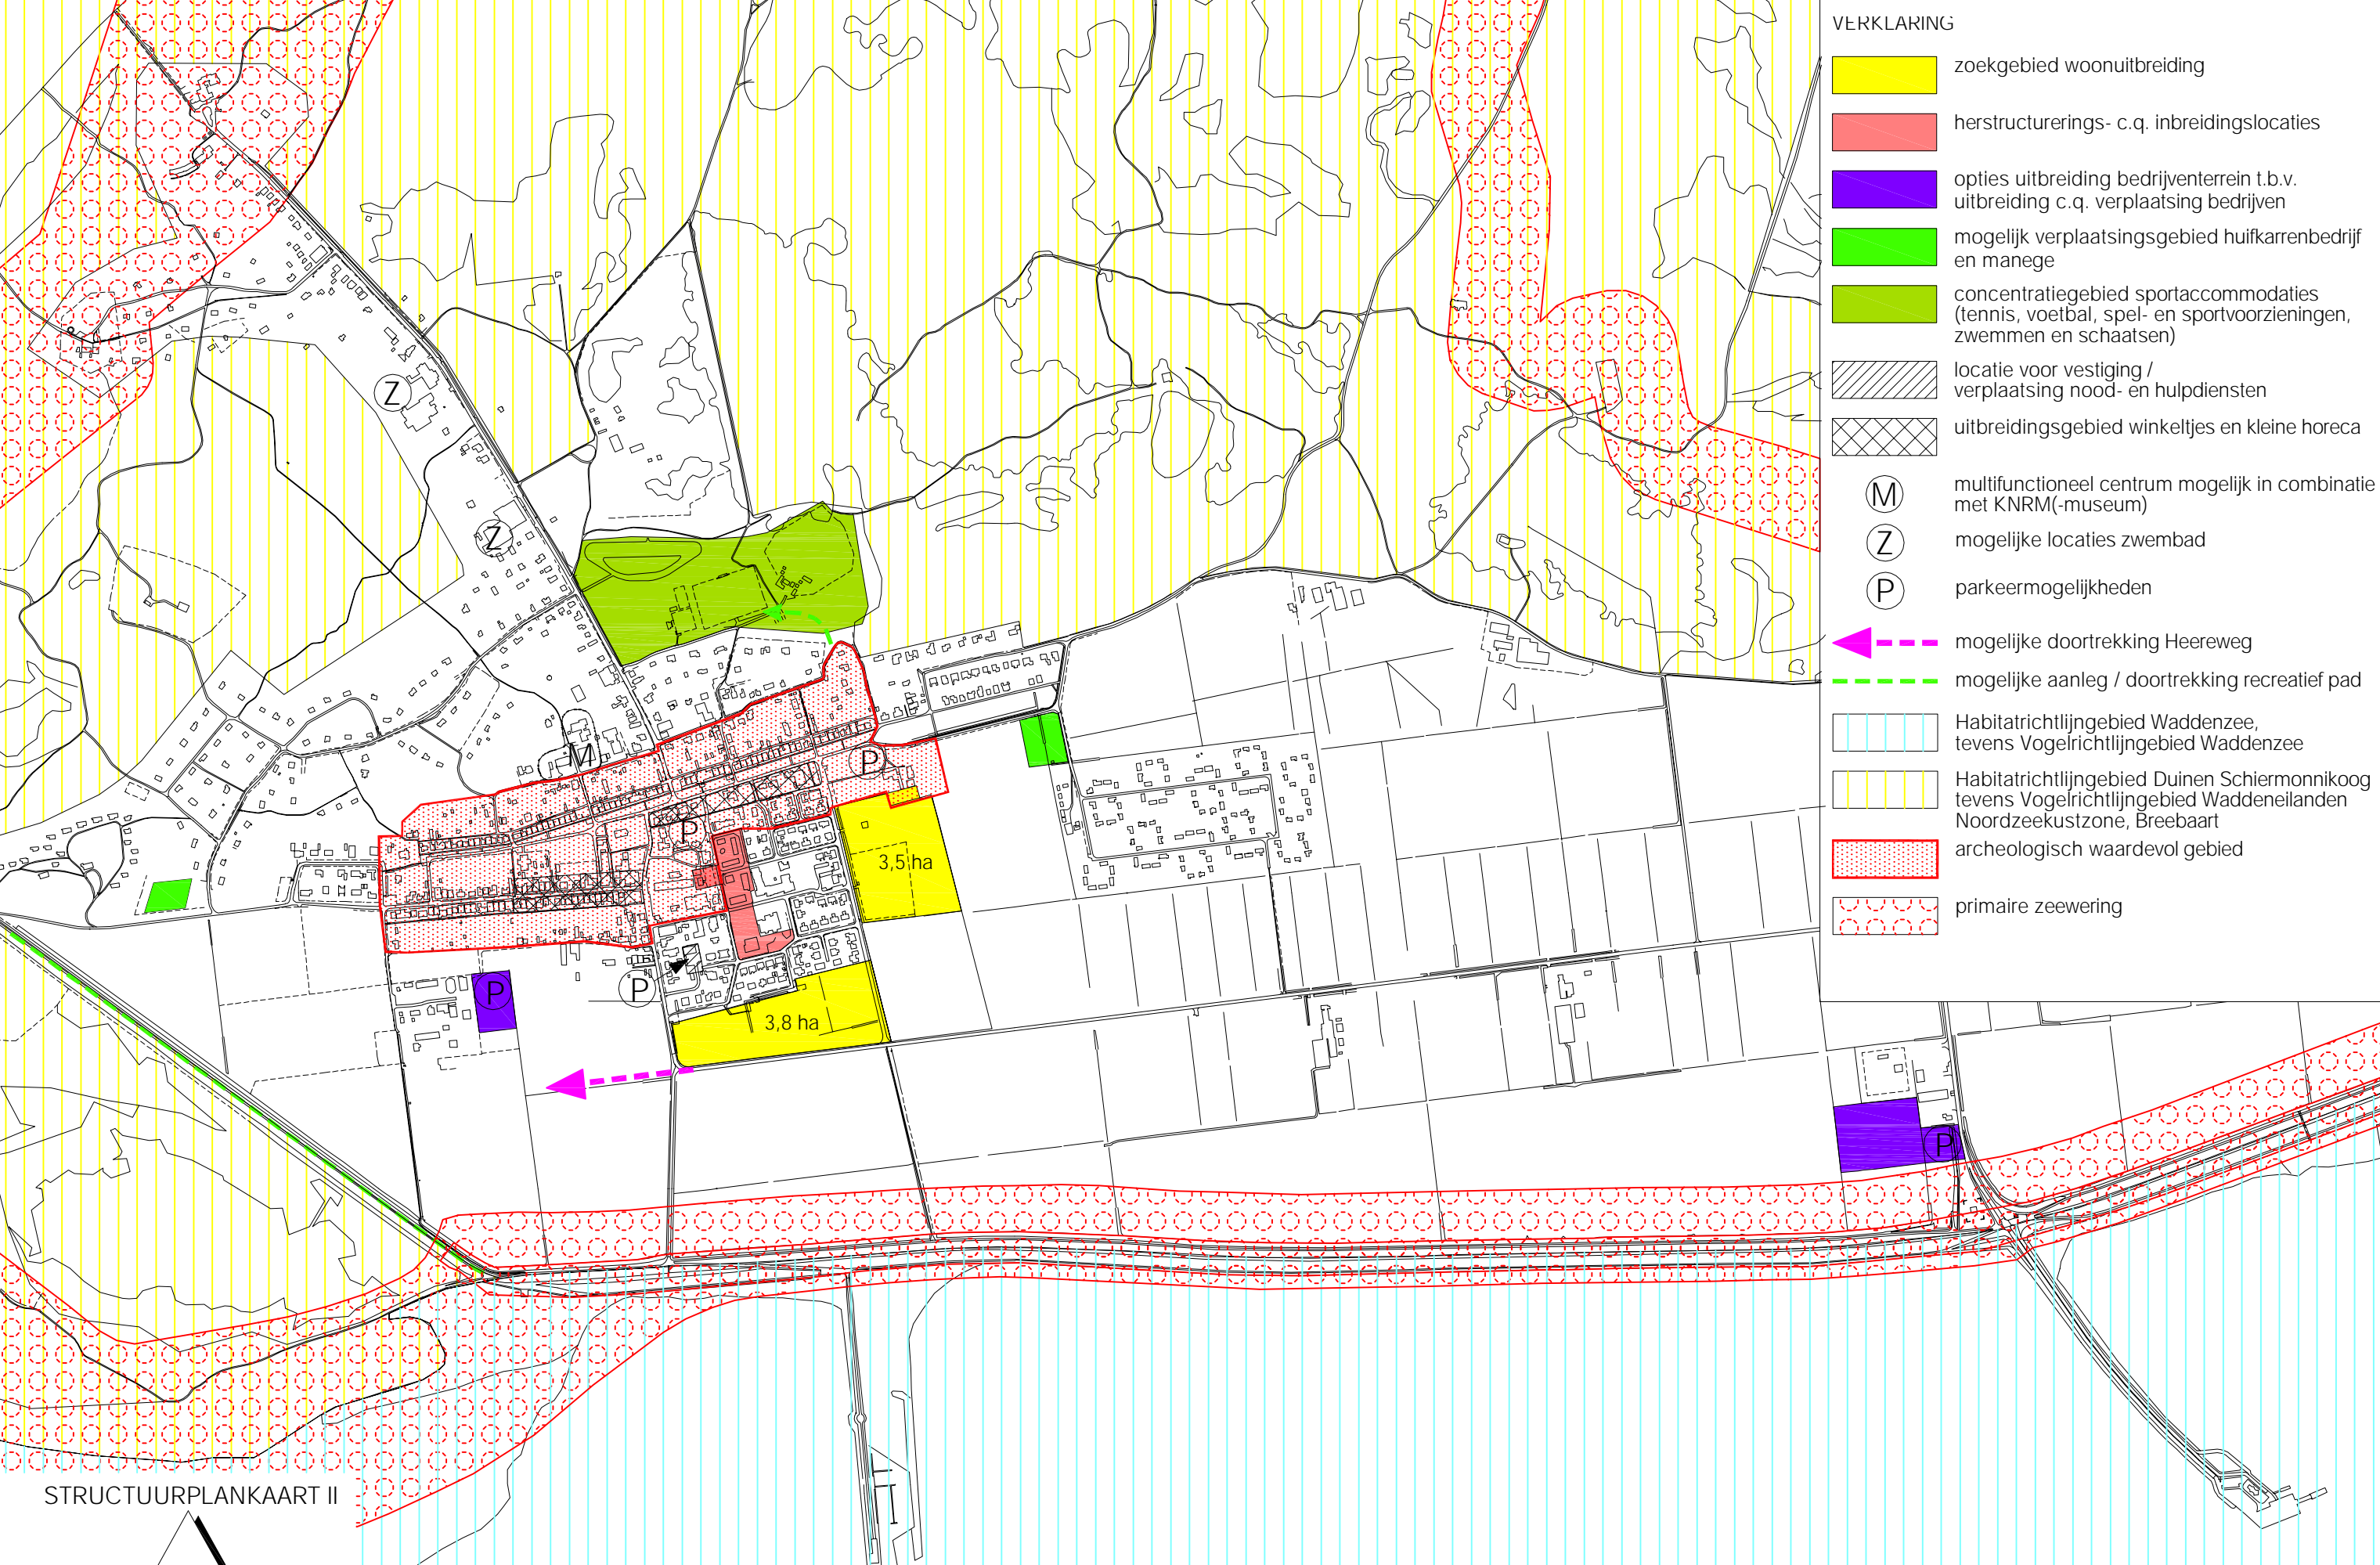 VERKLARING
zoekgebied woonuitbreiding
herstructurerings- c.q. inbreidingslocaties
opties uitbreiding bedrijventerrein t.b.v.
uitbreiding c.q. verplaatsing bedrijven
mogelijk verplaatsingsgebied huifkarrenbedrijf
en manege
concentratiegebied sportaccommodaties
(tennis, voetbal, spel- en sportvoorzieningen,
zwemmen en schaatsen)
locatie voor vestiging /
verplaatsing nood- en hulpdiensten
uitbreidingsgebied winkeltjes en kleine horeca
M
multifunctioneel centrum mogelijk in combinatie
met KNRM(-museum)
Z
mogelijke locaties zwembad
P
parkeermogelijkheden
mogelijke doortrekking Heereweg
mogelijke aanleg / doortrekking recreatief pad
Habitatrichtlijngebied Waddenzee,
tevens Vogelrichtlijngebied Waddenzee
Habitatrichtlijngebied Duinen Schiermonnikoog
tevens Vogelrichtlijngebied Waddeneilanden
Noordzeekustzone, Breebaart
archeologisch waardevol gebied
primaire zeewering
Z
Z
M
P
P
3,5 ha
P
P
3,8 ha
P
STRUCTUURPLANKAART II